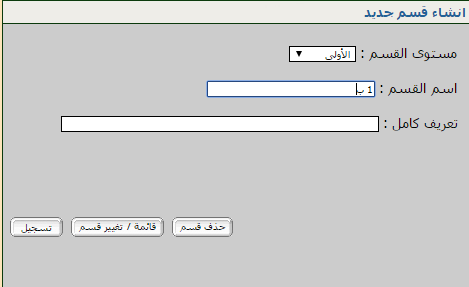 انشاء قسم جديد
مستوى القسم : الأولى
اسم القسم : 1 ب
تعريف كامل :
حذف قسم
قائمة / تغيير قسم
تسجيل